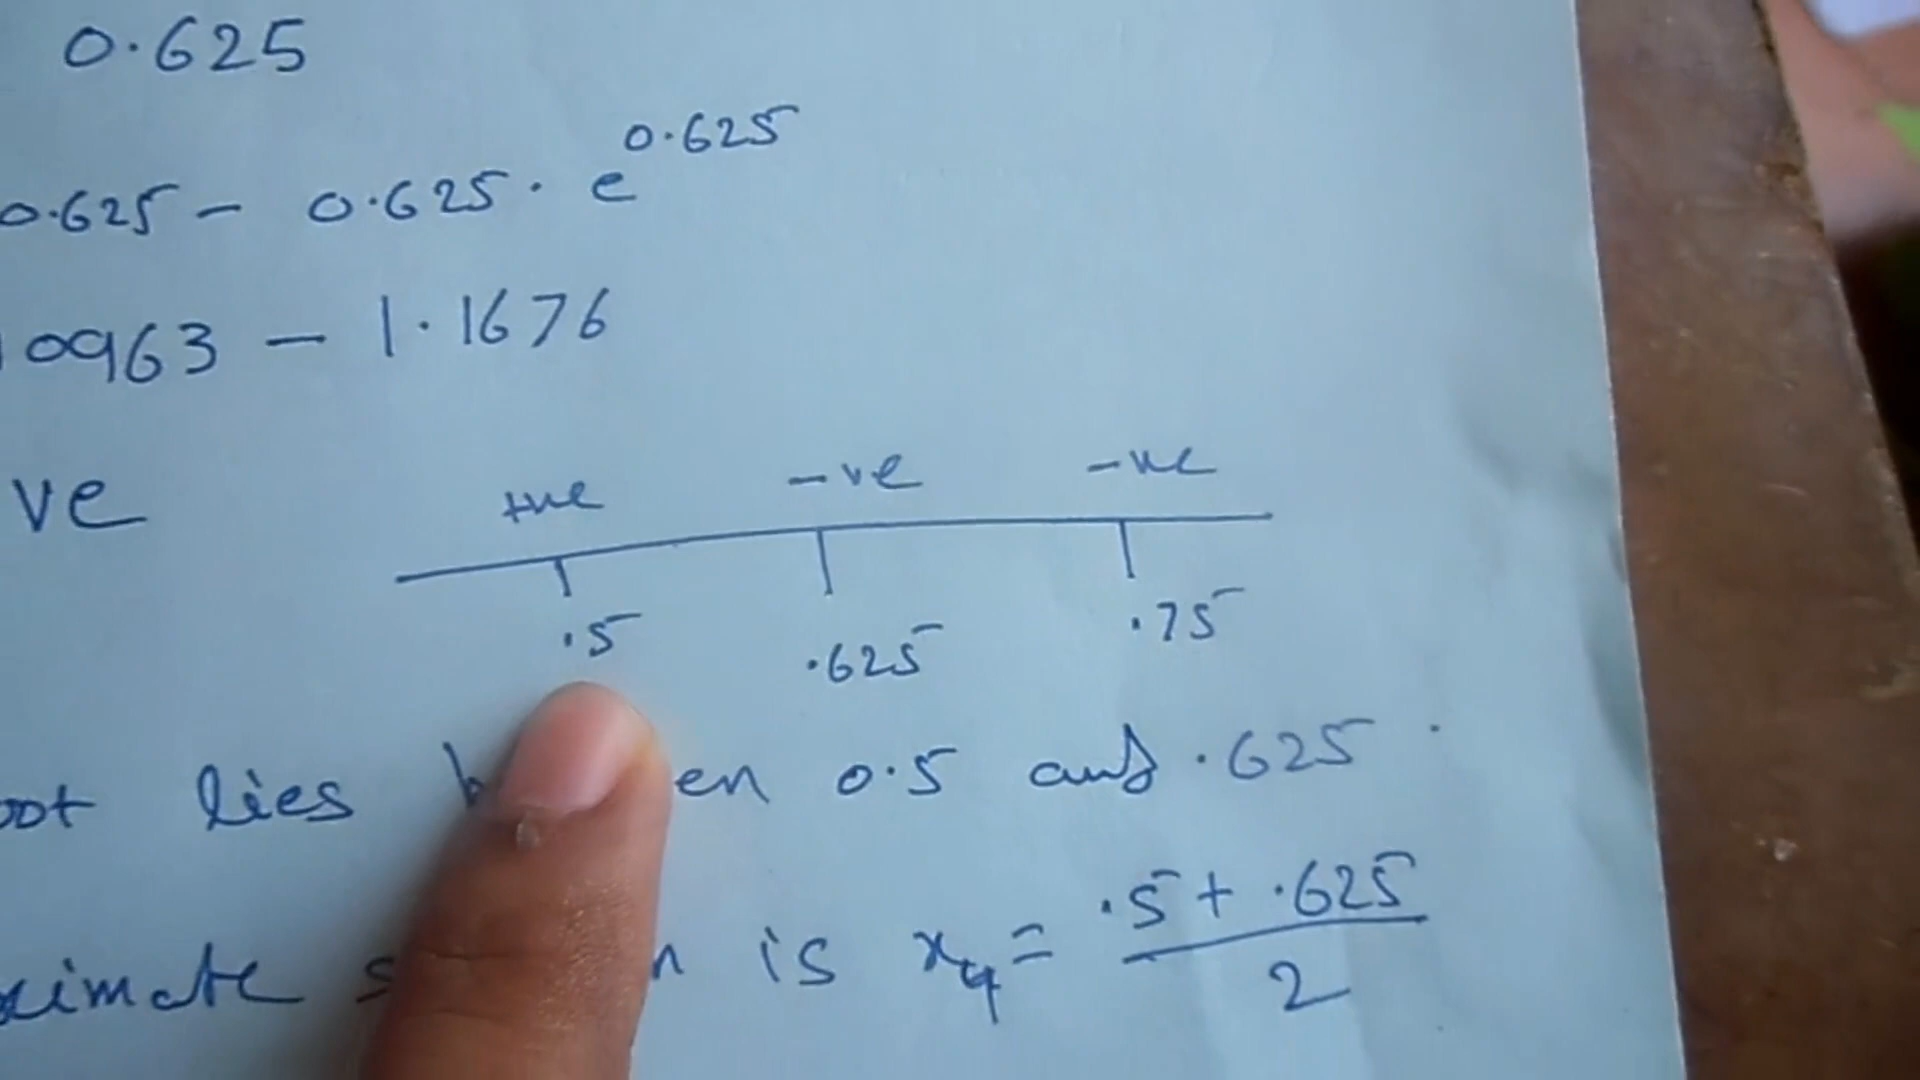 0.625
0.625 - 0.625. e^0.625
0963 - 1.1676
ve
+ve -ve -ve
.5 .625 .75
lies en 0.5 and .625.
is x4 = .5 + .625 / 2